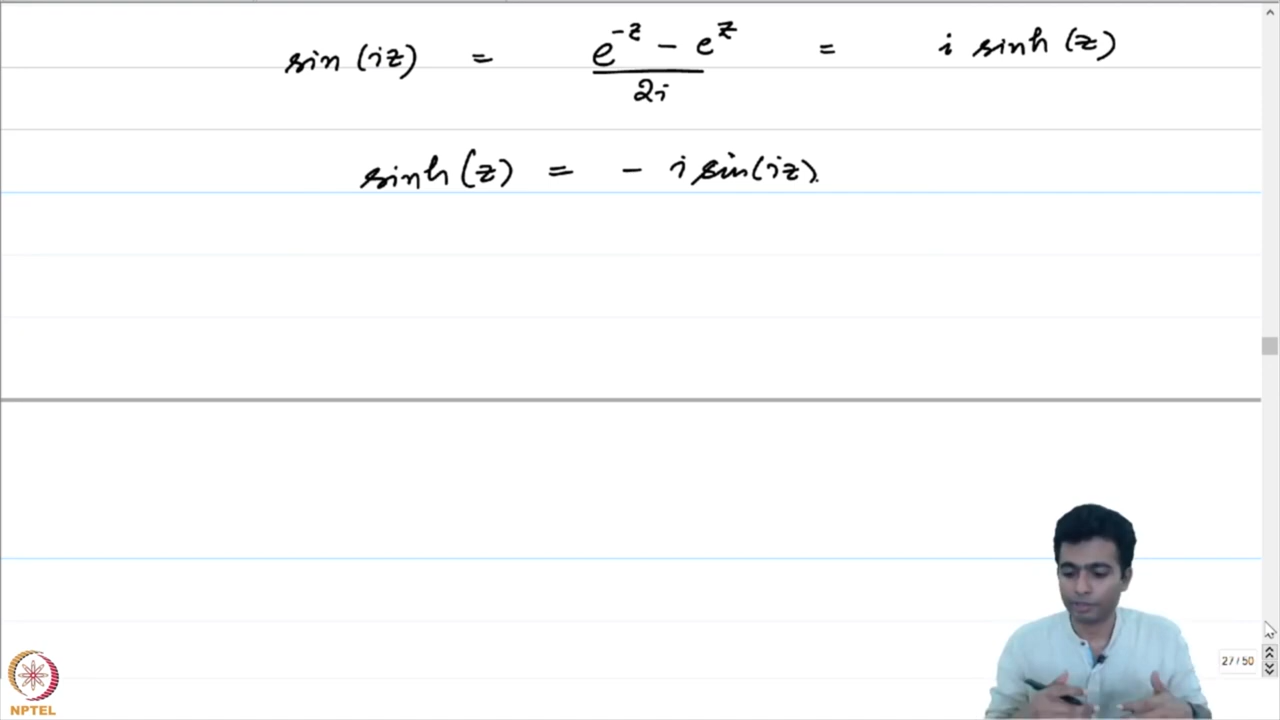 sin (iz) = e^{-z} - e^{z} / 2i = i sinh (z)
sinh (z) = - i sin(iz).
27 / 50
NPTEL